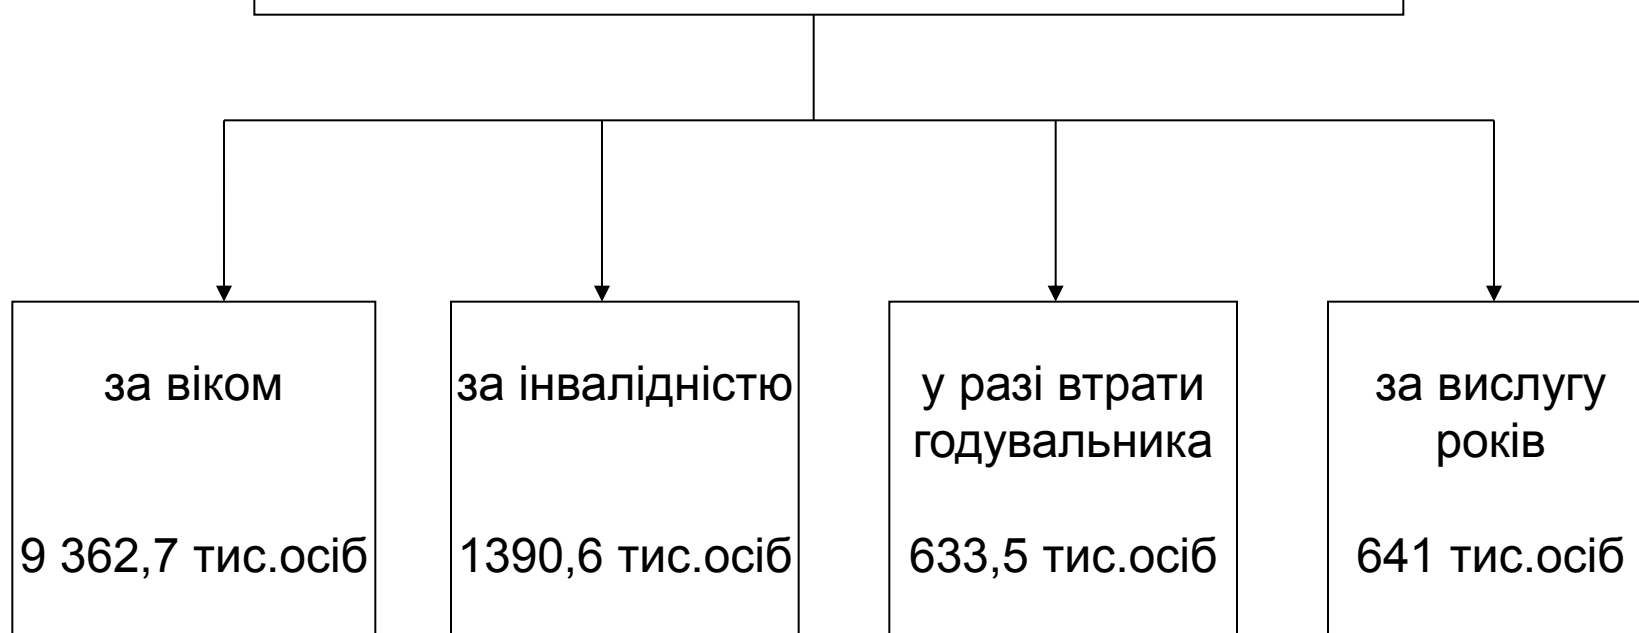 за віком
9 362,7 тис.осіб
за інвалідністю
1390,6 тис.осіб
у разі втрати
годувальника
633,5 тис.осіб
за вислугу
років
641 тис.осіб